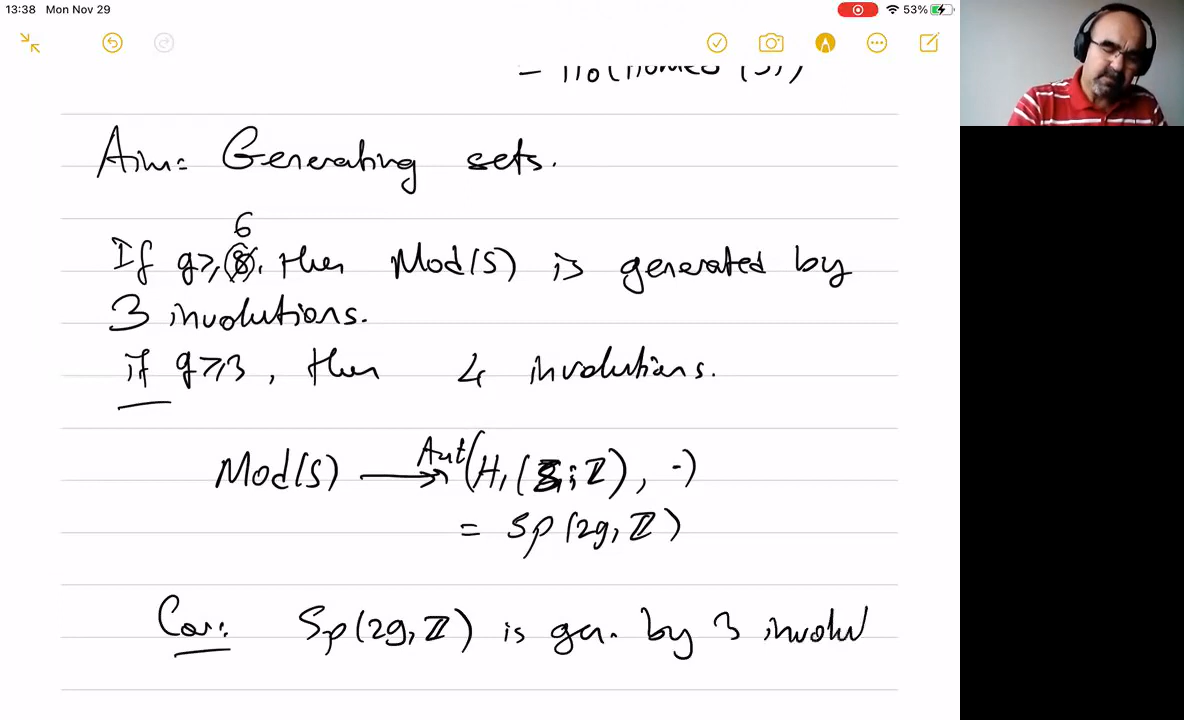 13:38 Mon Nov 29
53%
Aim: Generating sets.
6
If g≥8, then Mod(S) is generated by
3 involutions.
if g≥3, then 4 involutions.
Mod(S) ⟶ Aut(H₁(S; ℤ), ·)
= Sp(2g, ℤ)
Cor: Sp(2g, ℤ) is gen. by 3 involu